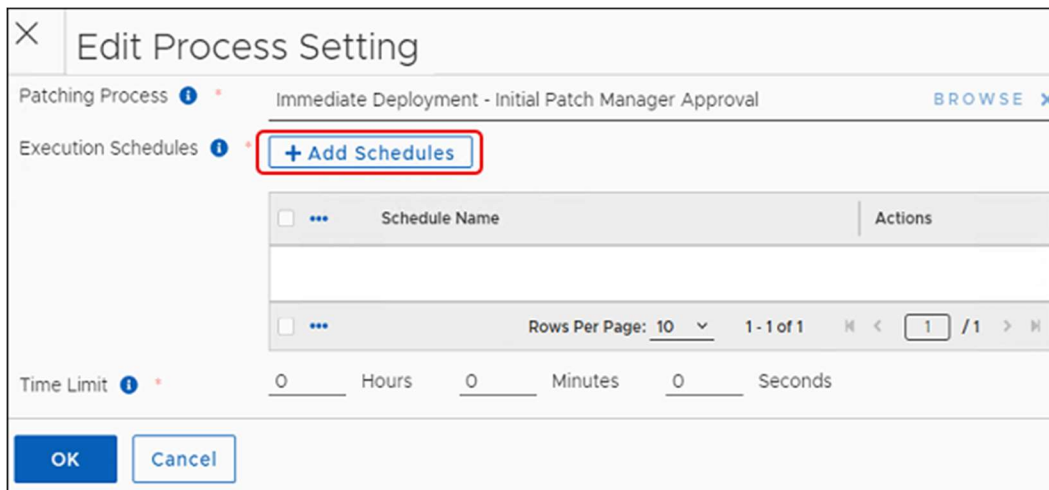 Edit Process Setting
Patching Process * Immediate Deployment - Initial Patch Manager Approval BROWSE
Execution Schedules * + Add Schedules
Schedule Name Actions
Rows Per Page: 10 1 - 1 of 1 1 / 1
Time Limit * 0 Hours 0 Minutes 0 Seconds
OK Cancel